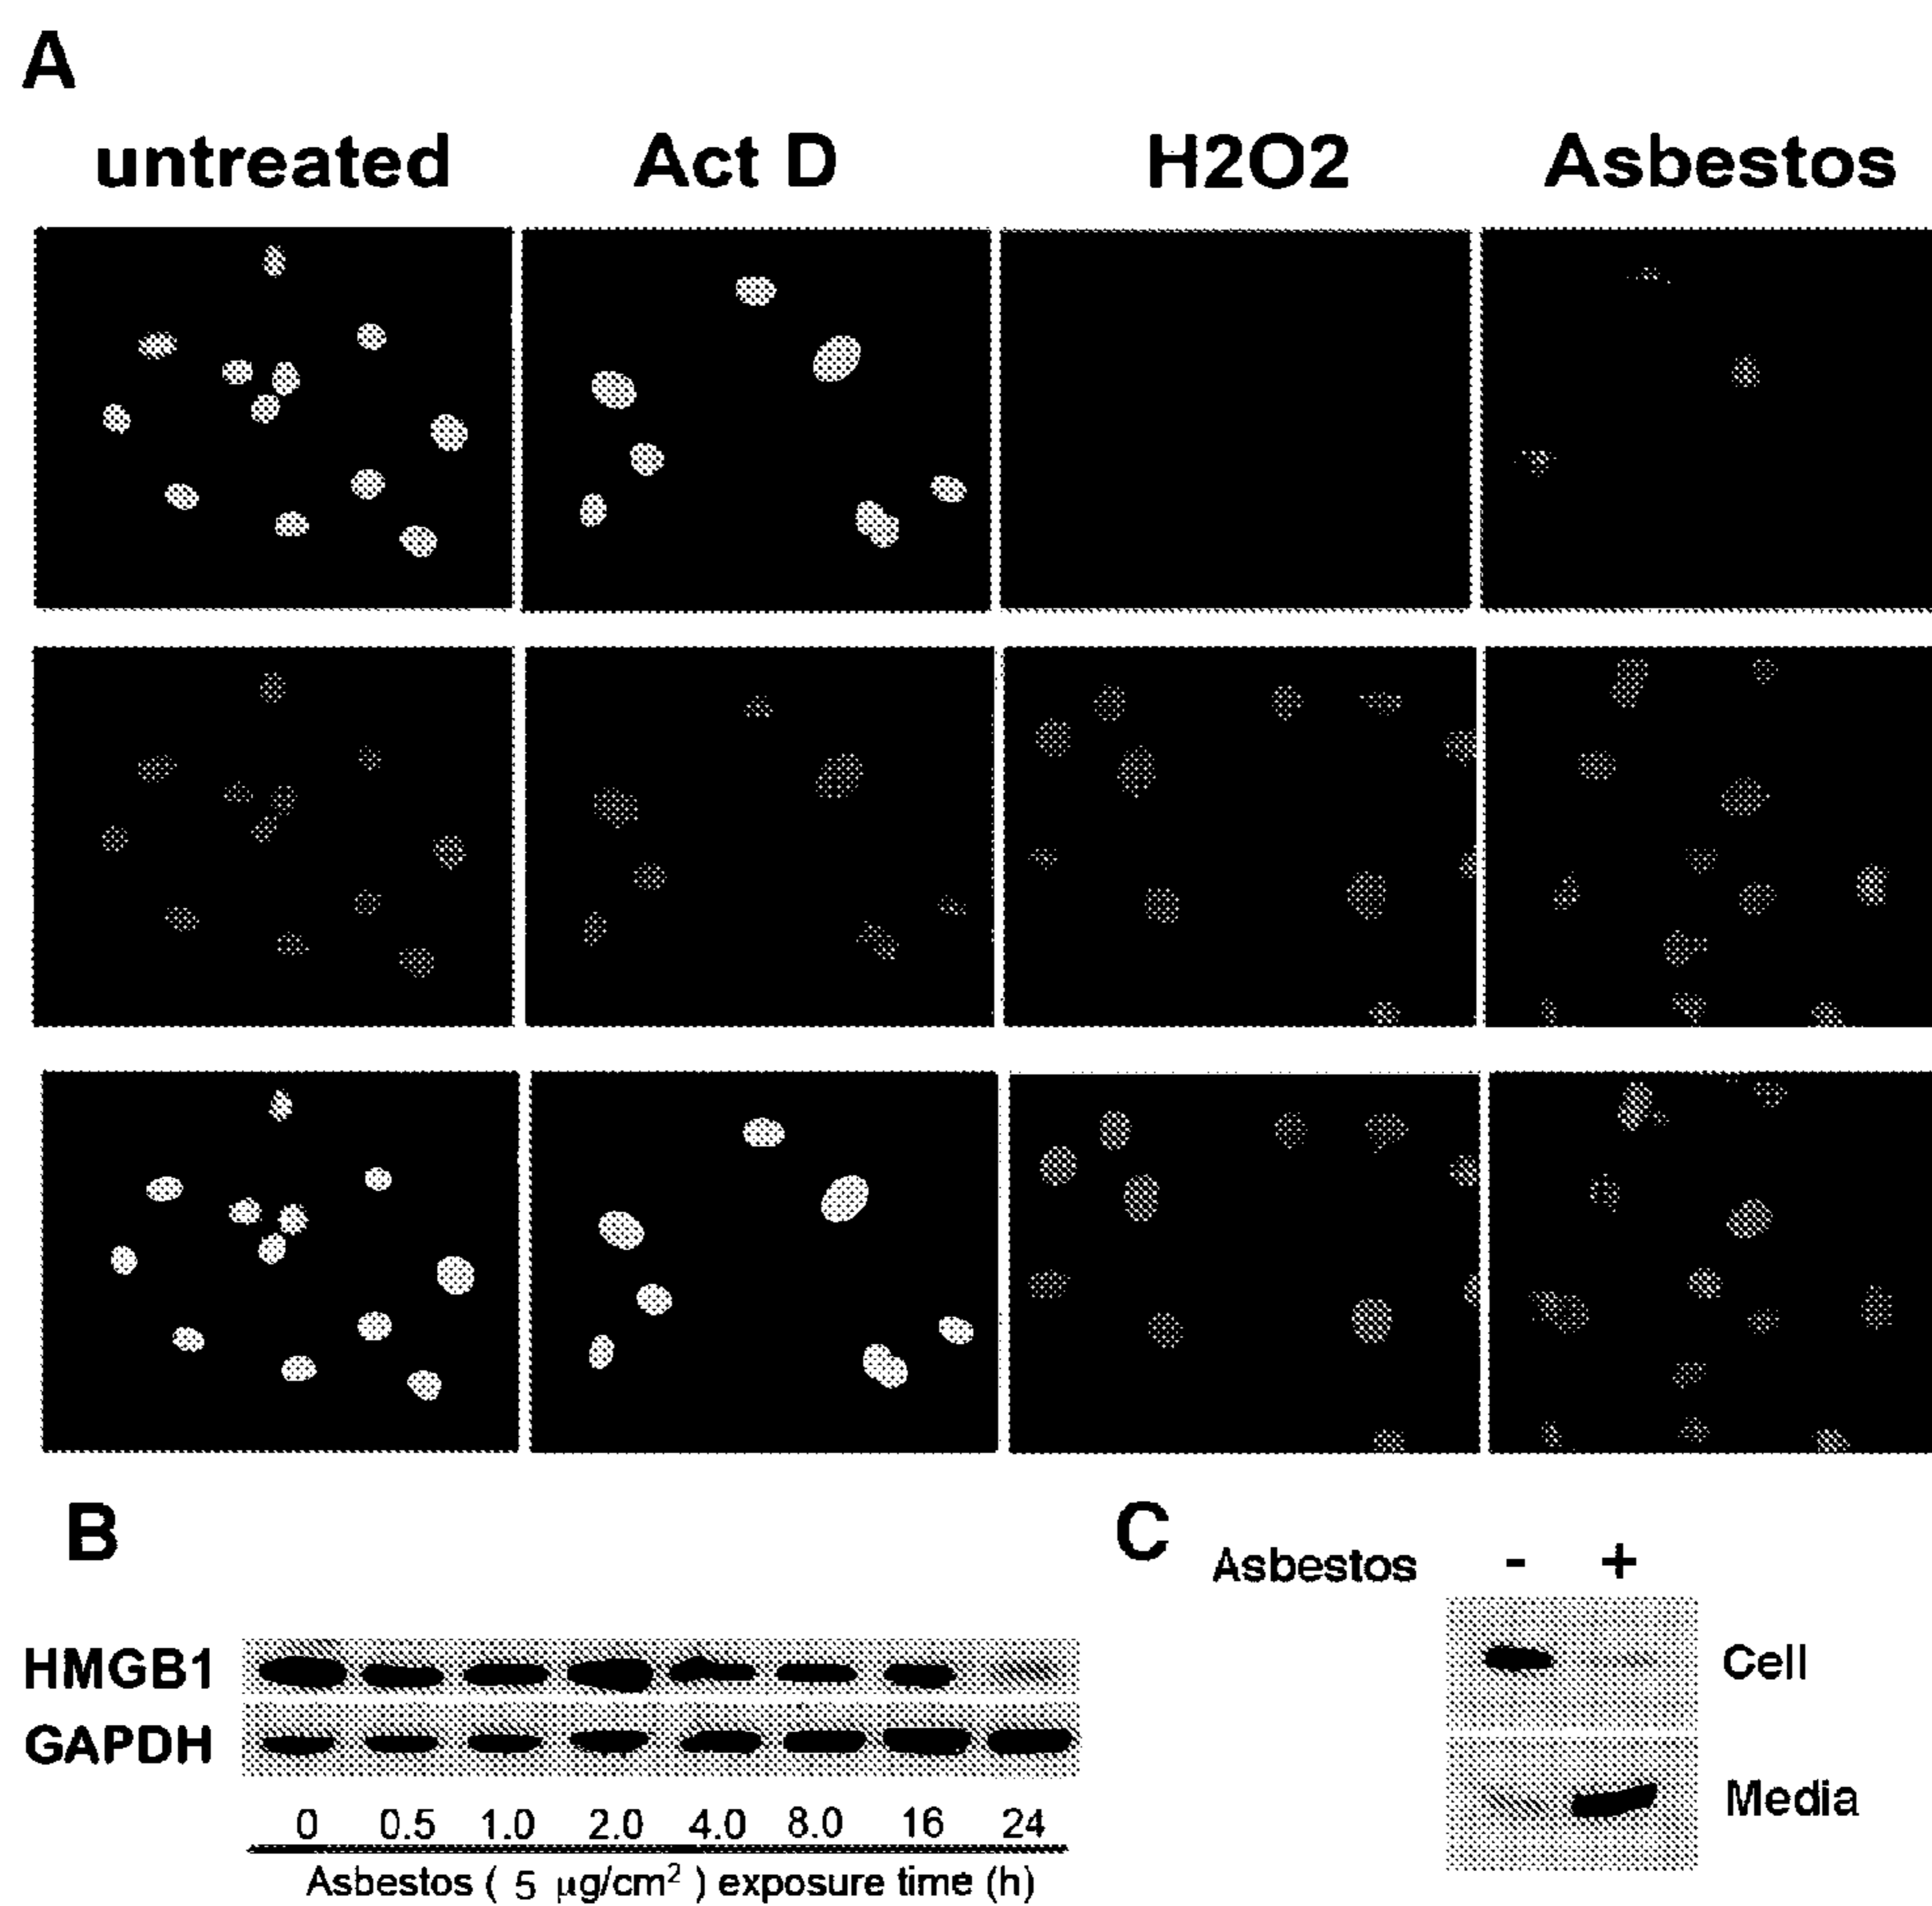 A
untreated Act D H2O2 Asbestos
B
C
Asbestos - +
HMGB1
Cell
GAPDH
Media
0 0.5 1.0 2.0 4.0 8.0 16 24
Asbestos ( 5 μg/cm² ) exposure time (h)